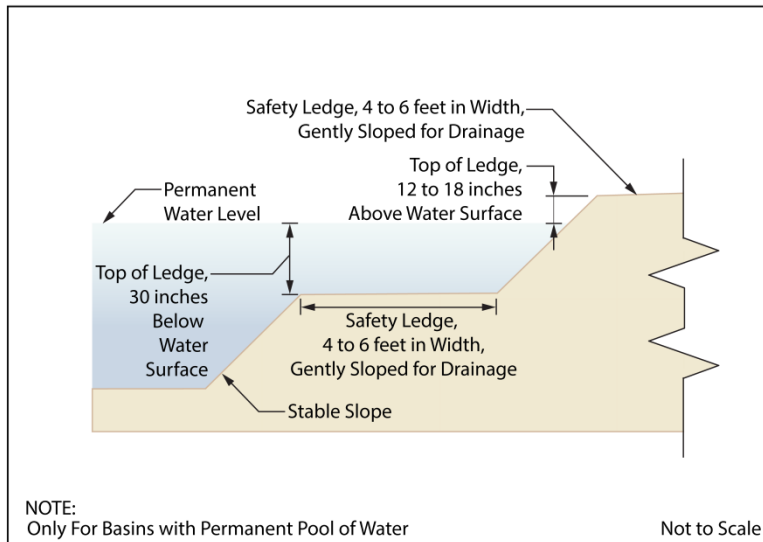 Safety Ledge, 4 to 6 feet in Width,
Gently Sloped for Drainage
Top of Ledge,
12 to 18 inches
Above Water Surface
Permanent
Water Level
Top of Ledge,
30 inches
Below
Water
Surface
Safety Ledge,
4 to 6 feet in Width,
Gently Sloped for Drainage
Stable Slope
NOTE:
Only For Basins with Permanent Pool of Water
Not to Scale